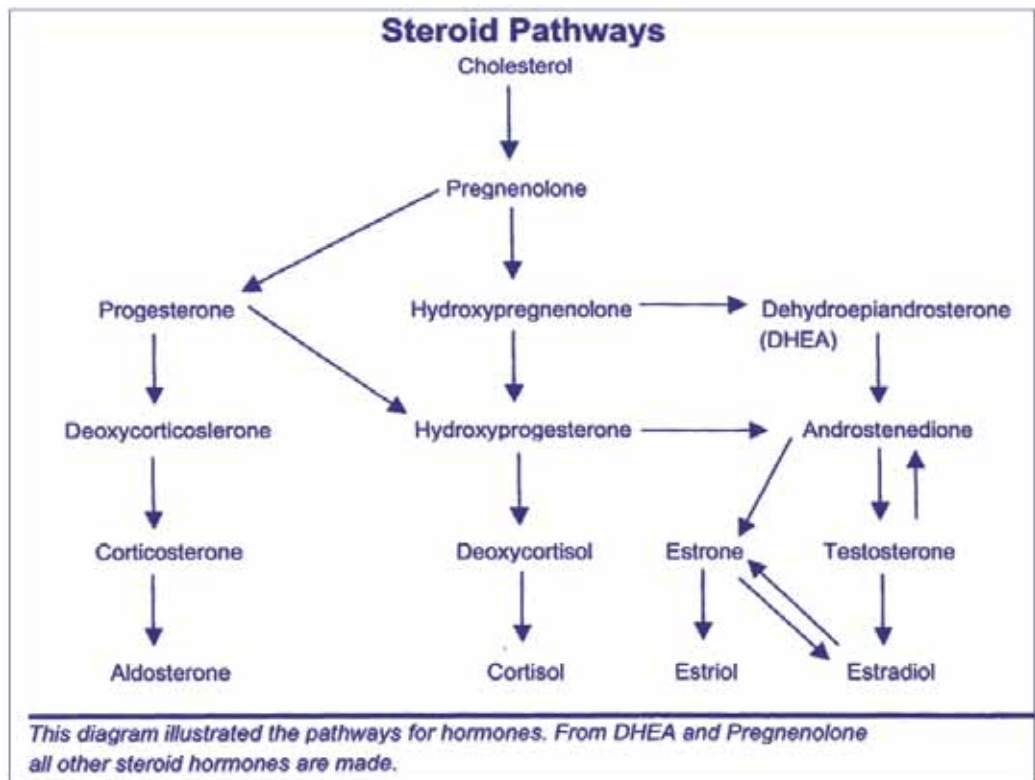 Steroid Pathways
Cholesterol
Pregnenolone
Progesterone Hydroxypregnenolone Dehydroepiandrosterone
(DHEA)
Deoxycorticoslerone Hydroxyprogesterone Androstenedione
Corticosterone Deoxycortisol Estrone Testosterone
Aldosterone Cortisol Estriol Estradiol
This diagram illustrated the pathways for hormones. From DHEA and Pregnenolone
all other steroid hormones are made.